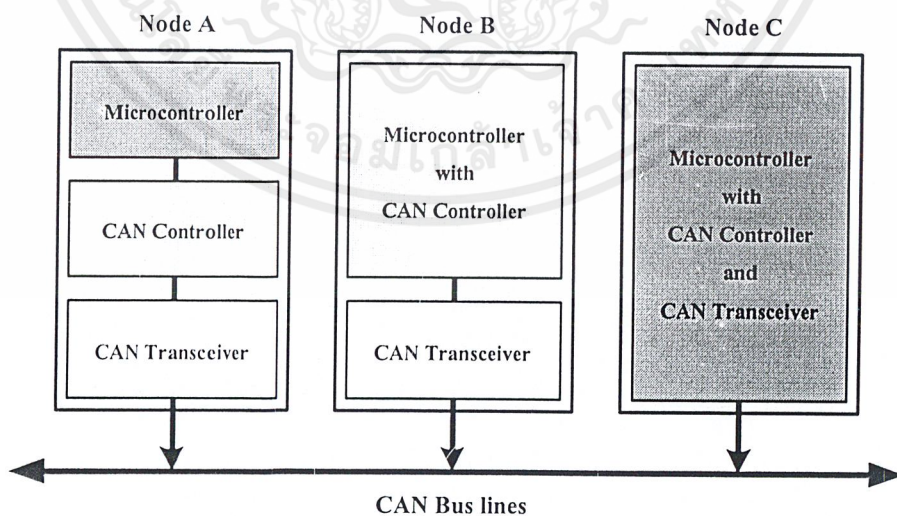 Node A
Node B
Node C
Microcontroller
CAN Controller
CAN Transceiver
Microcontroller
with
CAN Controller
CAN Transceiver
Microcontroller
with
CAN Controller
and
CAN Transceiver
CAN Bus lines